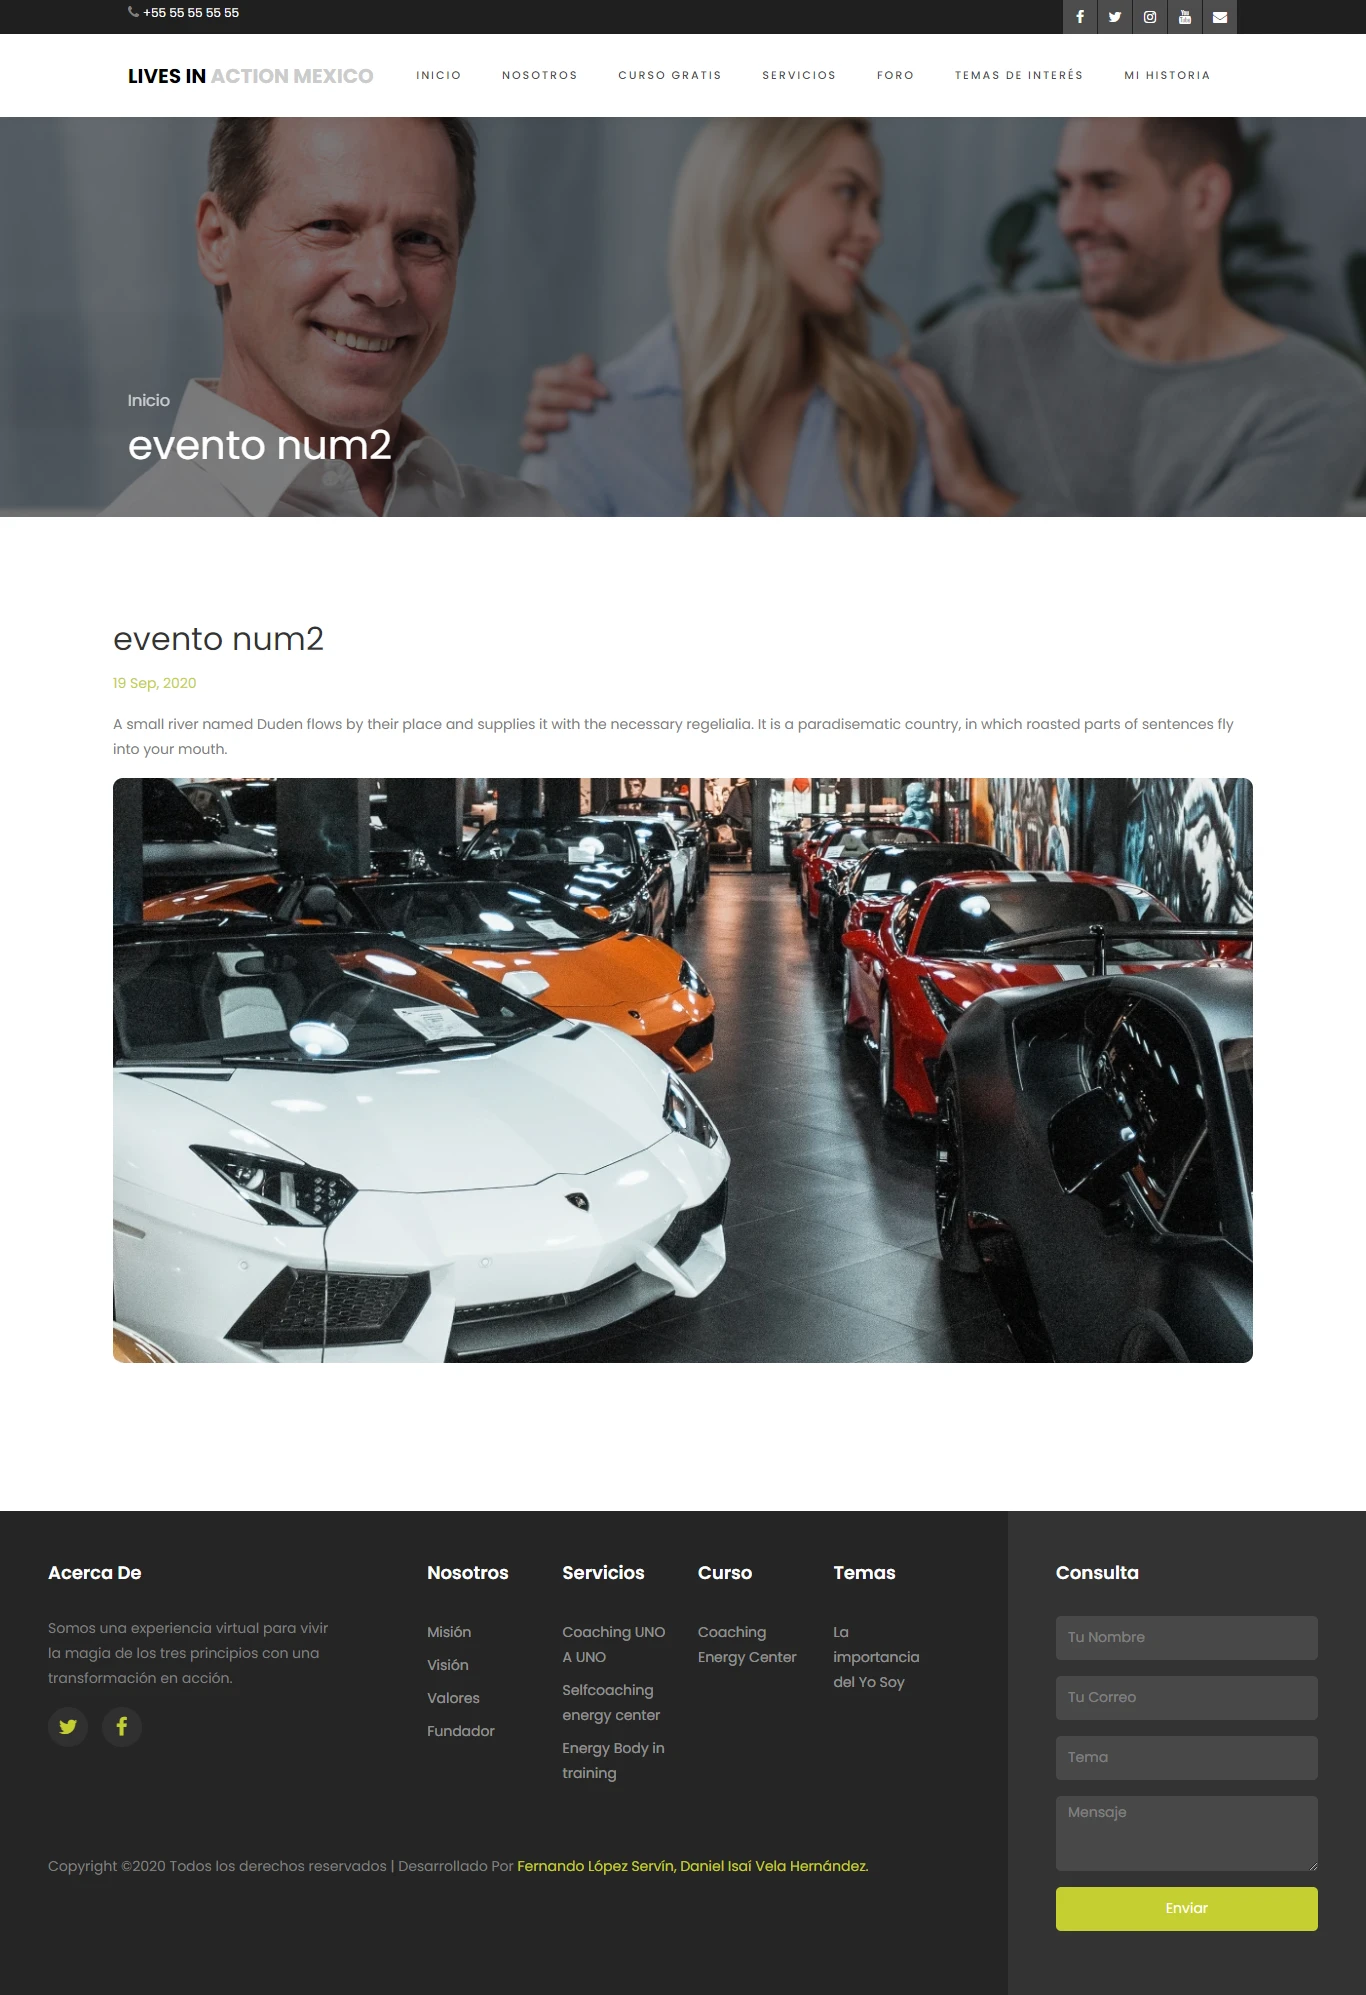 +55 55 55 55 55
LIVES IN ACTION MEXICO
INICIO
NOSOTROS
CURSO GRATIS
SERVICIOS
FORO
TEMAS DE INTERÉS
MI HISTORIA
Inicio
evento num2
evento num2
19 Sep, 2020
A small river named Duden flows by their place and supplies it with the necessary regelialia. It is a paradisematic country, in which roasted parts of sentences fly
into your mouth.
Acerca De
Somos una experiencia virtual para vivir
la magia de los tres principios con una
transformación en acción.
Nosotros
Misión
Visión
Valores
Fundador
Servicios
Coaching UNO
A UNO
Selfcoaching
energy center
Energy Body in
training
Curso
Coaching
Energy Center
Temas
La
importancia
del Yo Soy
Copyright ©2020 Todos los derechos reservados | Desarrollado Por Fernando López Servín, Daniel Isaí Vela Hernández.
Consulta
Tu Nombre
Tu Correo
Tema
Mensaje
Enviar